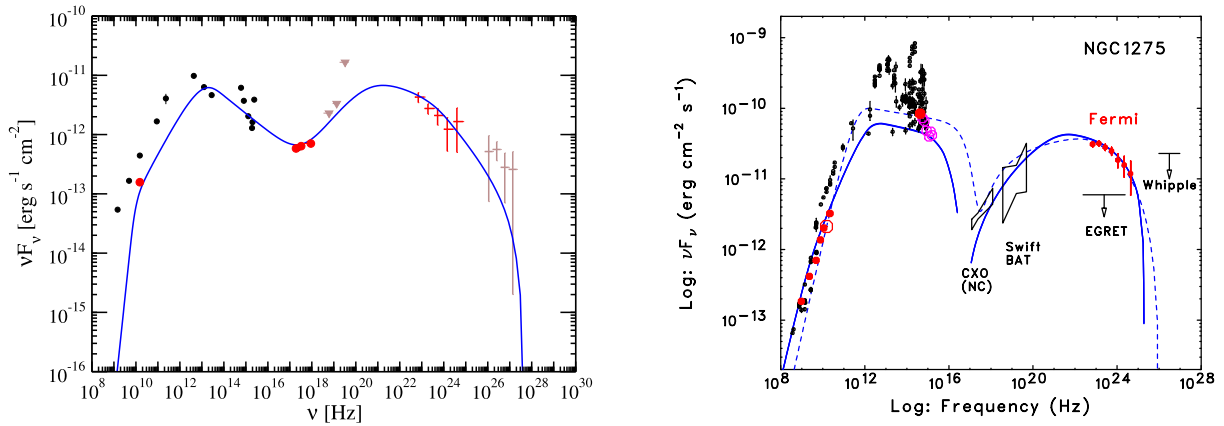 10^-9
10^-10
10^-11
10^-12
10^-13
10^-14
10^-15
10^-16
νF_ν [erg s^-1 cm^-2]
10^8 10^10 10^12 10^14 10^16 10^18 10^20 10^22 10^24 10^26 10^28 10^30
ν [Hz]
NGC1275
10^-9
10^-10
10^-11
10^-12
10^-13
Log: νF_ν (erg cm^-2 s^-1)
Fermi
Whipple
EGRET
Swift
BAT
CXO
(NC)
10^8 10^12 10^16 10^20 10^24 10^28
Log: Frequency (Hz)